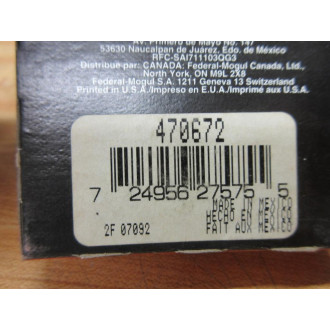 Av. Primero de Mayo No. 147
53630 Naucalpan de Juarez, Edo. de México
RFC-SAI711103QG3
Distribue par: CANADA: Federal-Mogul Canada, Ltd.,
North York, ON M9L 2X8
Federal-Mogul S.A. 1211 Geneva 13 Switzerland
Printed in U.S.A./Impreso en E.U.A./Imprimé aux U.S.A.
470672
7 24956 27575 5
2F 07092
MADE IN MEXICO
HECHO EN MEXICO
FAIT AUX MEXICO